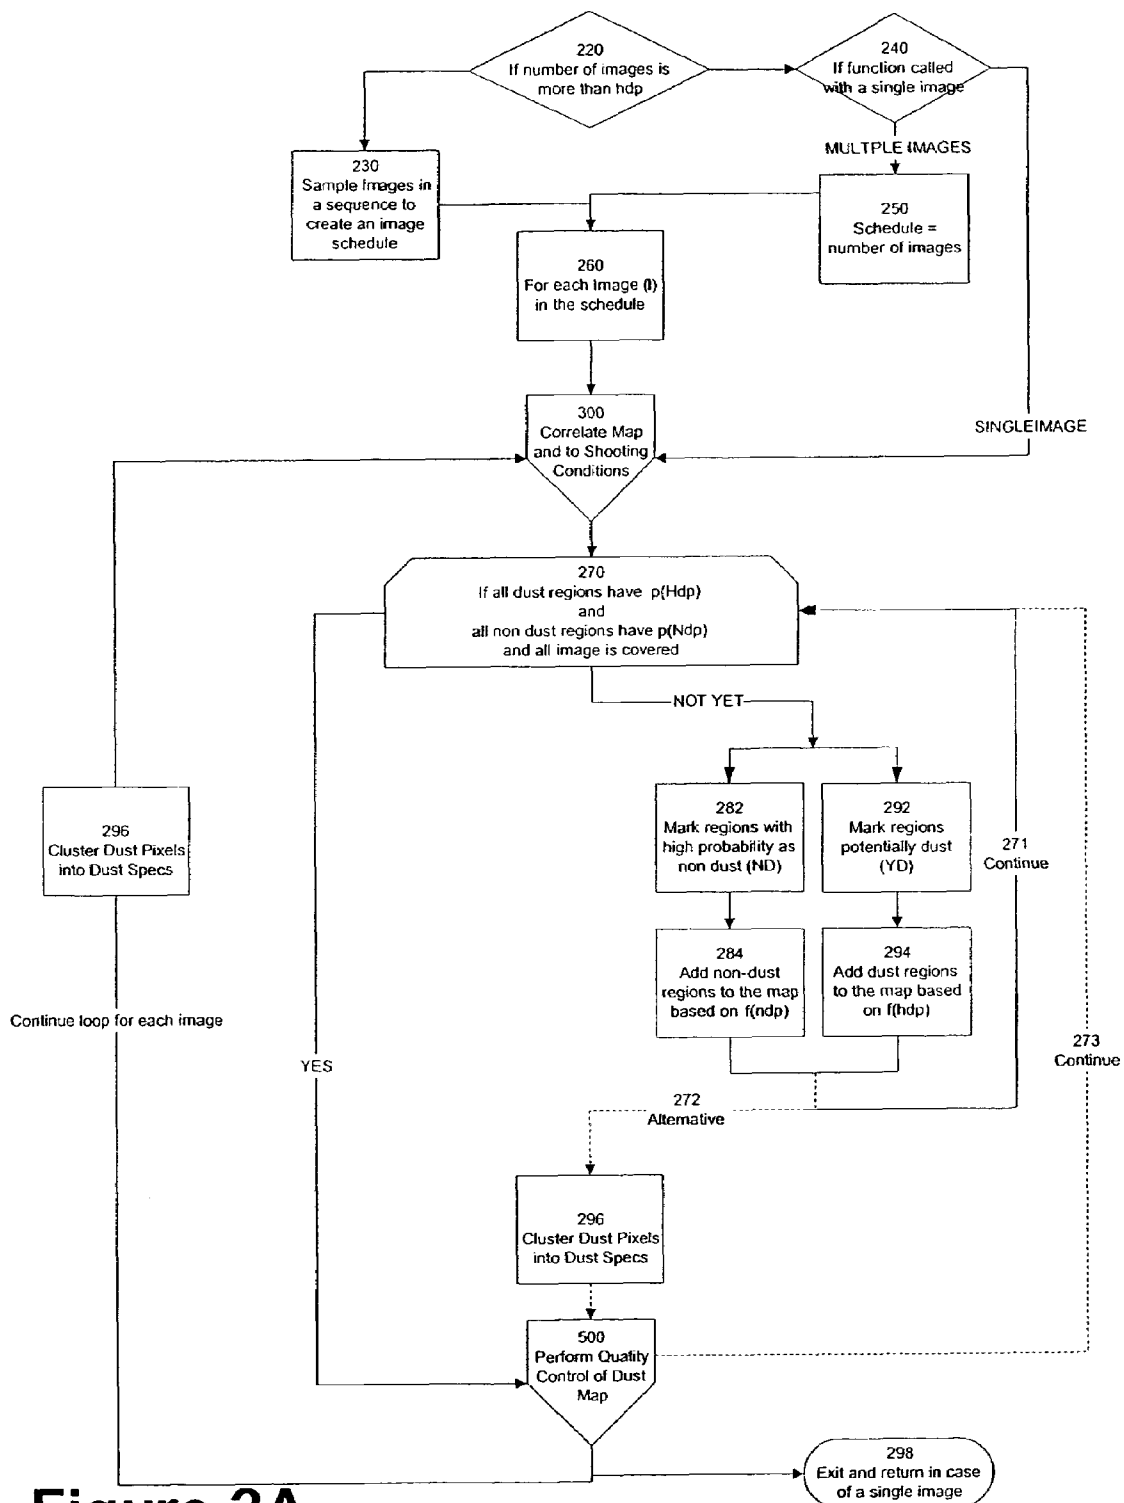 220
If number of images is
more than hdp
240
If function called
with a single image
MULTPLE IMAGES
230
Sample Images in
a sequence to
create an image
schedule
250
Schedule =
number of images
260
For each Image (I)
in the schedule
300
Correlate Map
and to Shooting
Conditions
SINGLEIMAGE
270
If all dust regions have p(Hdp)
and
all non dust regions have p(Ndp)
and all image is covered
NOT YET
282
Mark regions with
high probability as
non dust (ND)
292
Mark regions
potentially dust
(YD)
271
Continue
296
Cluster Dust Pixels
into Dust Specs
284
Add non-dust
regions to the map
based on f(ndp)
294
Add dust regions
to the map based
on f(hdp)
Continue loop for each image
273
Continue
YES
272
Alternative
296
Cluster Dust Pixels
into Dust Specs
500
Perform Quality
Control of Dust
Map
298
Exit and return in case
of a single image
Figure 2A